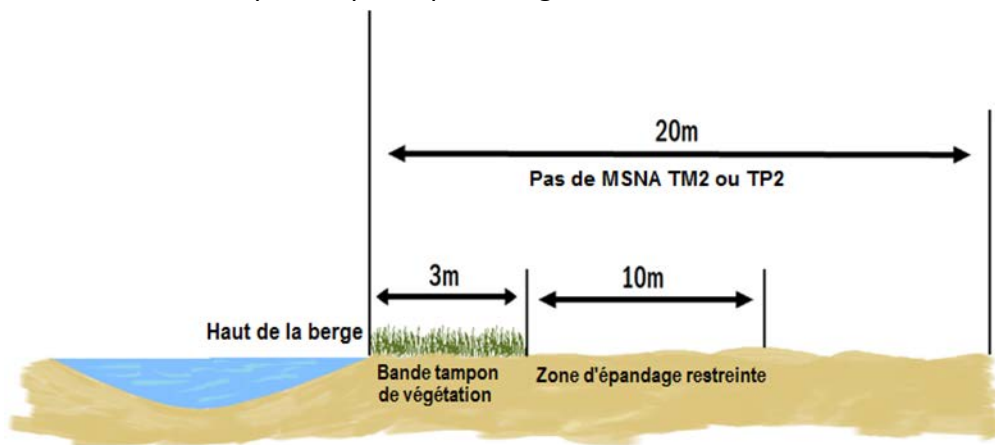 20m
Pas de MSNA TM2 ou TP2
3m
10m
Haut de la berge
Bande tampon
de végétation
Zone d'épandage restreinte